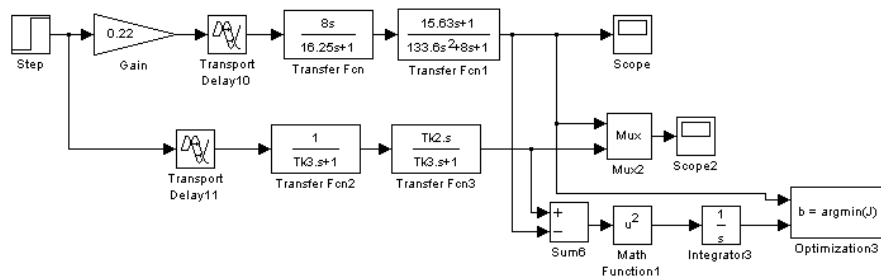 Step
0.22
Gain
Transport
Delay10
8s
16.25s+1
Transfer Fcn
15.63s+1
133.6s²+8s+1
Transfer Fcn1
Scope
Transport
Delay11
1
Tk3.s+1
Transfer Fcn2
Tk2.s
Tk3.s+1
Transfer Fcn3
Mux
Mux2
Scope2
+
−
Sum6
u²
Math
Function1
1
s
Integrator3
b = argmin(J)
Optimization3